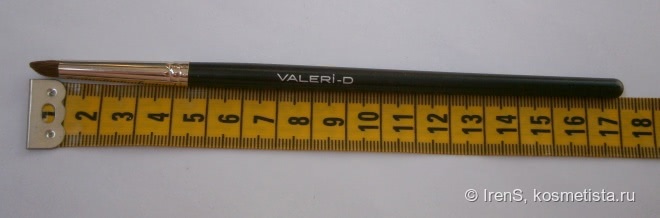 VALERİ-D
1 2 3 4 5 6 7 8 9 10 11 12 13 14 15 16 17 18
© IrenS, kosmetista.ru